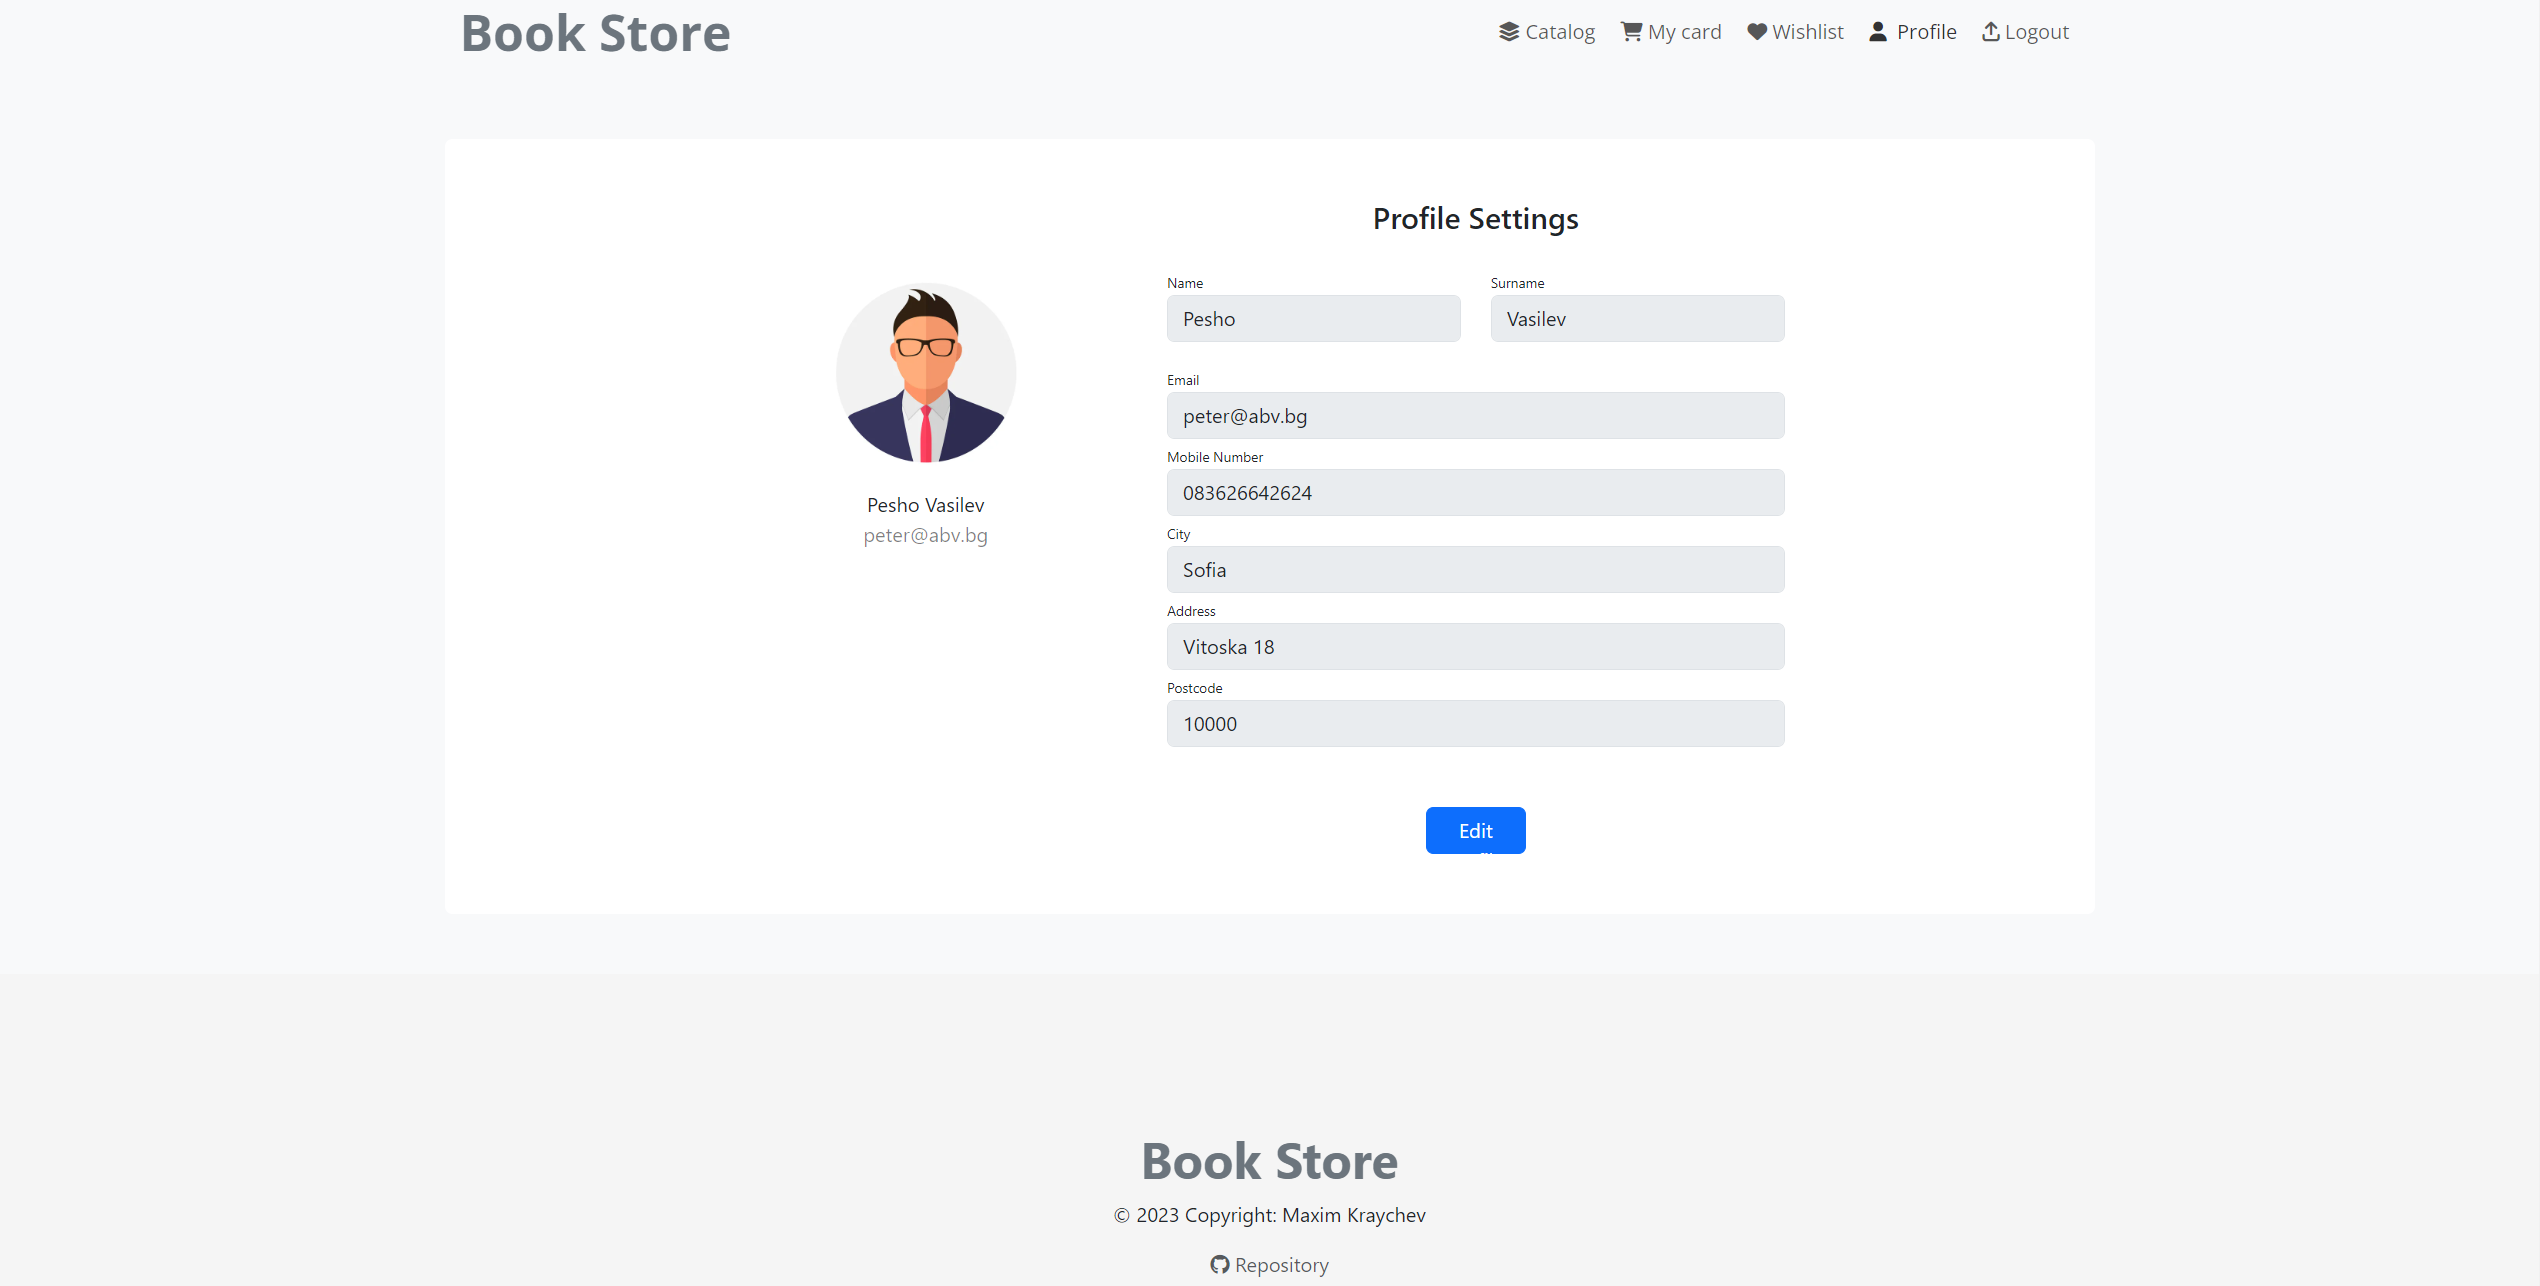 Book Store
Catalog My card Wishlist Profile Logout
Profile Settings
Name Surname
Pesho Vasilev
Email
peter@abv.bg
Mobile Number
083626642624
Pesho Vasilev
peter@abv.bg
City
Sofia
Address
Vitoska 18
Postcode
10000
Edit
Book Store
© 2023 Copyright: Maxim Kraychev
Repository